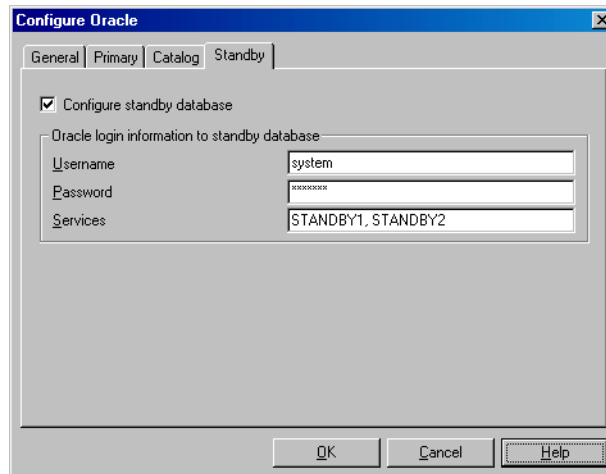 Configure Oracle
General Primary Catalog Standby
Configure standby database
Oracle login information to standby database
Username system
Password *******
Services STANDBY1, STANDBY2
OK Cancel Help